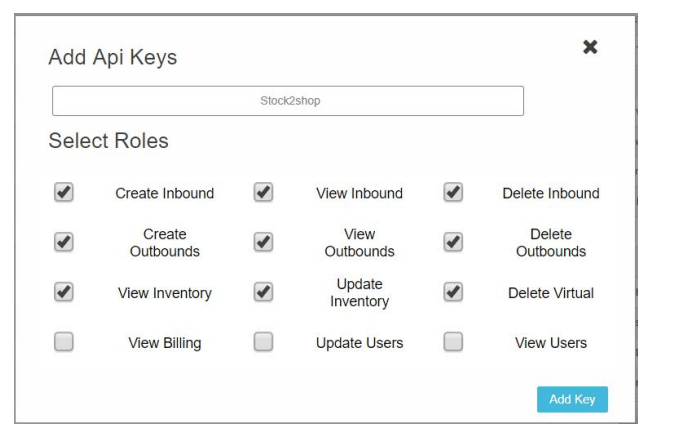 Add Api Keys
Stock2shop
Select Roles
Create Inbound View Inbound Delete Inbound
Create View Delete
Outbounds Outbounds Outbounds
View Inventory Update Inventory Delete Virtual
View Billing Update Users View Users
Add Key